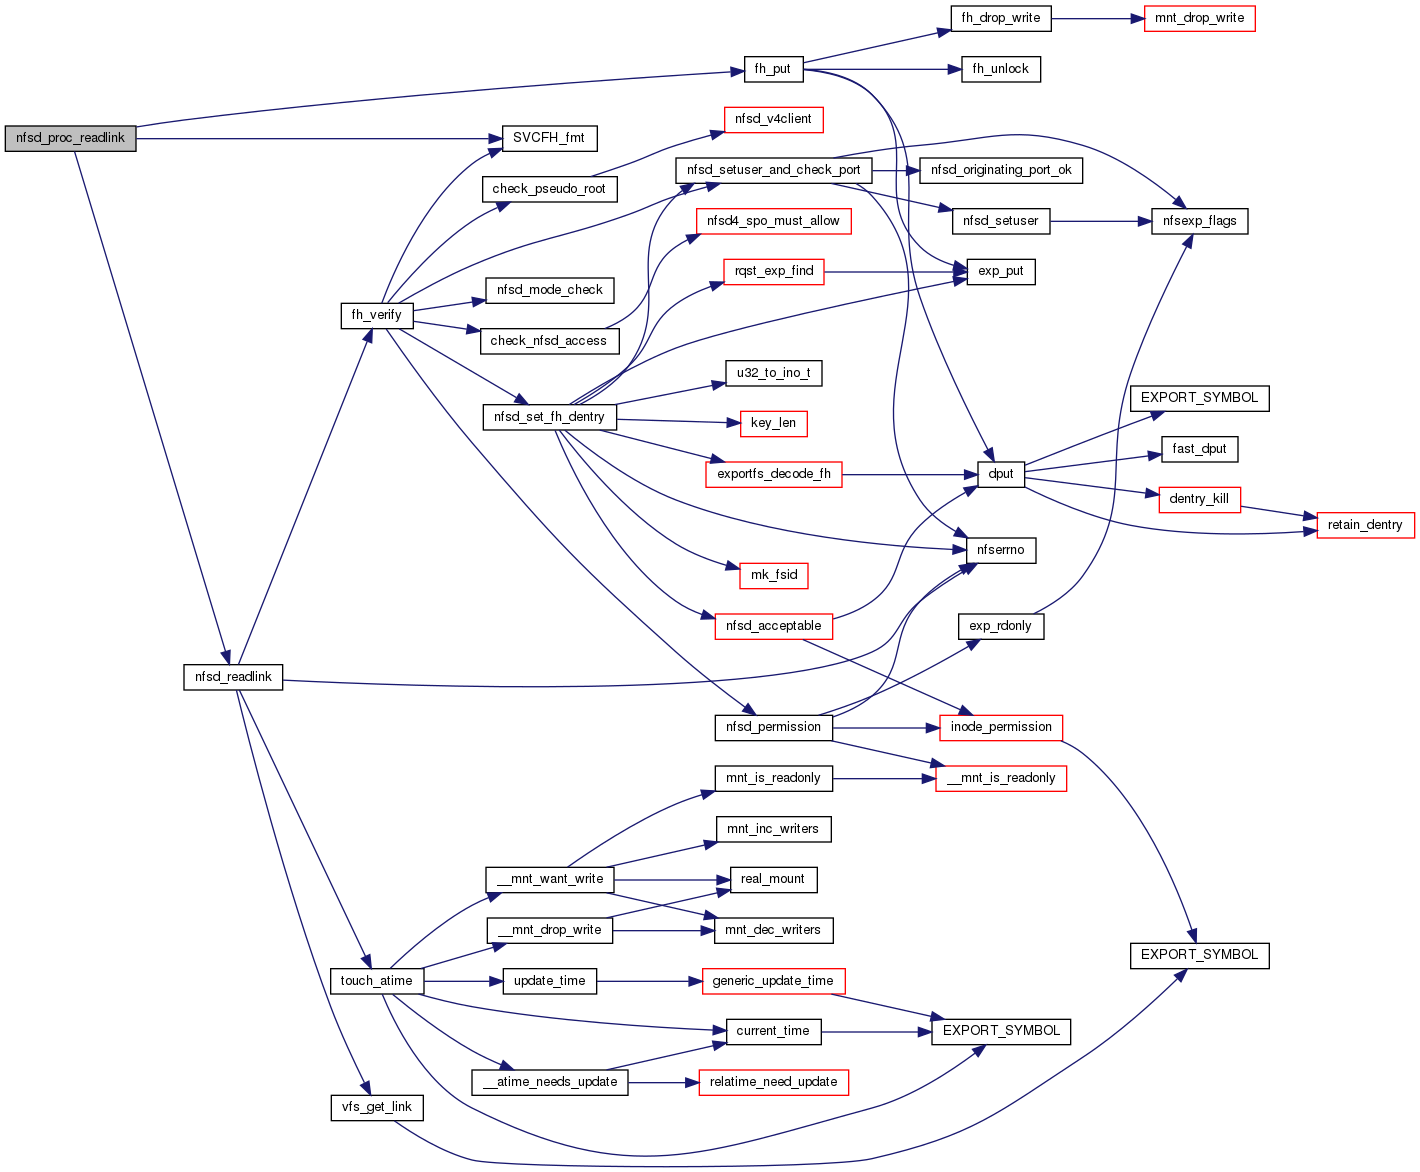 fh_drop_write
mnt_drop_write
fh_put
fh_unlock
nfsd_v4client
nfsd_proc_readlink
SVCFH_fmt
nfsd_setuser_and_check_port
nfsd_originating_port_ok
check_pseudo_root
nfsd4_spo_must_allow
nfsd_setuser
nfsexp_flags
rqst_exp_find
exp_put
nfsd_mode_check
fh_verify
check_nfsd_access
u32_to_ino_t
EXPORT_SYMBOL
nfsd_set_fh_dentry
key_len
fast_dput
exportfs_decode_fh
dput
dentry_kill
retain_dentry
nfserrno
mk_fsid
nfsd_acceptable
exp_rdonly
nfsd_readlink
nfsd_permission
inode_permission
mnt_is_readonly
__mnt_is_readonly
mnt_inc_writers
__mnt_want_write
real_mount
__mnt_drop_write
mnt_dec_writers
EXPORT_SYMBOL
touch_atime
update_time
generic_update_time
current_time
EXPORT_SYMBOL
__atime_needs_update
relatime_need_update
vfs_get_link